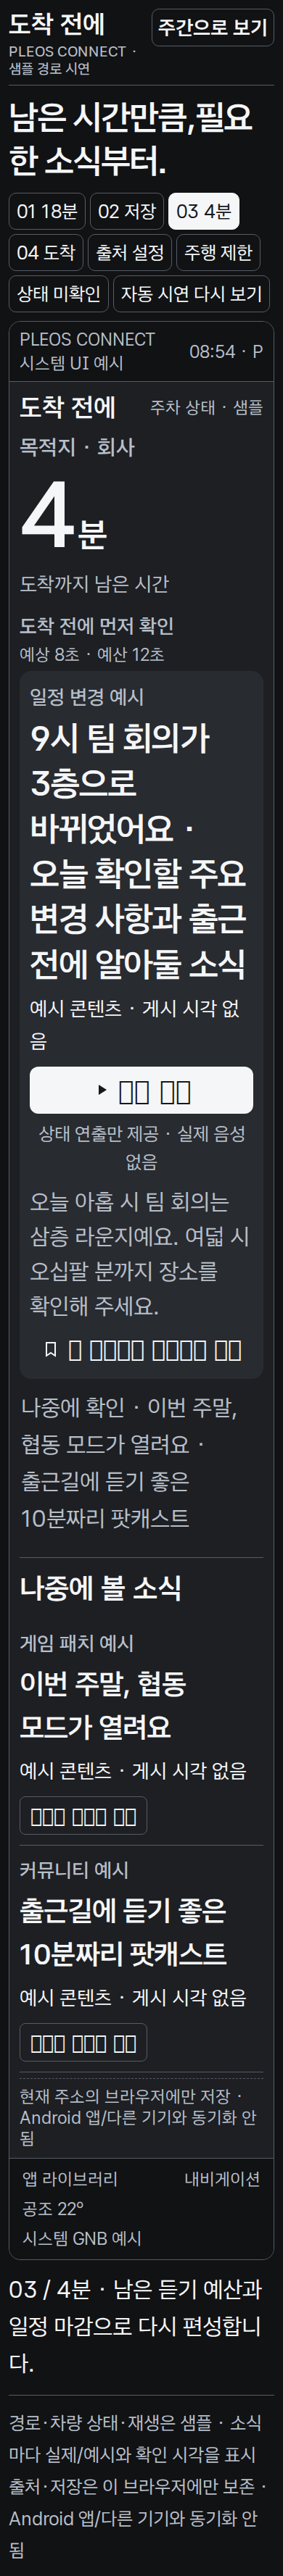 도착 전에
주간으로 보기
PLEOS CONNECT ·
샘플 경로 시연
남은 시간만큼,필요
한 소식부터.
01 18분
02 저장
03 4분
04 도착
출처 설정
주행 제한
상태 미확인
자동 시연 다시 보기
PLEOS CONNECT
시스템 UI 예시
08:54 · P
도착 전에
주차 상태 · 샘플
목적지 · 회사
4분
도착까지 남은 시간
도착 전에 먼저 확인
예상 8초 · 예산 12초
일정 변경 예시
9시 팀 회의가
3층으로
바뀌었어요 ·
오늘 확인할 주요
변경 사항과 출근
전에 알아둘 소식
예시 콘텐츠 · 게시 시각 없
음
상태 연출만 제공 · 실제 음성
없음
오늘 아홉 시 팀 회의는
삼층 라운지예요. 여덟 시
오십팔 분까지 장소를
확인해 주세요.
나중에 확인 · 이번 주말,
협동 모드가 열려요 ·
출근길에 듣기 좋은
10분짜리 팟캐스트
나중에 볼 소식
게임 패치 예시
이번 주말, 협동
모드가 열려요
예시 콘텐츠 · 게시 시각 없음
커뮤니티 예시
출근길에 듣기 좋은
10분짜리 팟캐스트
예시 콘텐츠 · 게시 시각 없음
현재 주소의 브라우저에만 저장 ·
Android 앱/다른 기기와 동기화 안
됨
앱 라이브러리
내비게이션
공조 22°
시스템 GNB 예시
03 / 4분 · 남은 듣기 예산과
일정 마감으로 다시 편성합니
다.
경로·차량 상태·재생은 샘플 · 소식
마다 실제/예시와 확인 시각을 표시
출처·저장은 이 브라우저에만 보존 ·
Android 앱/다른 기기와 동기화 안
됨